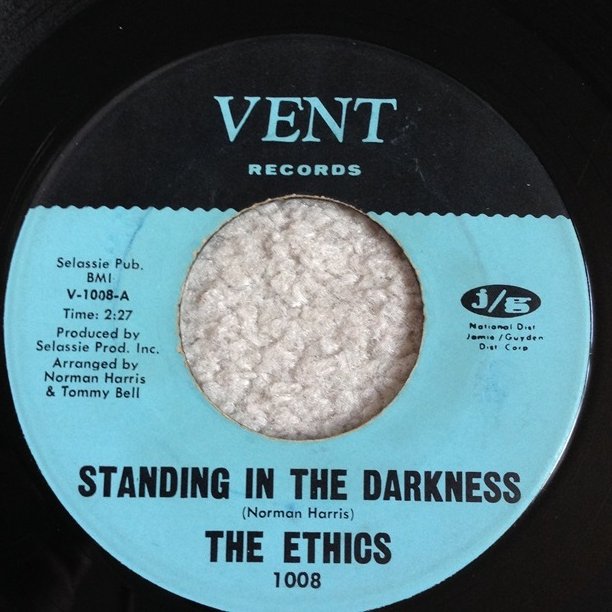 VENT
RECORDS
Selassie Pub.
BMI
V-1008-A
Time: 2:27
Produced by
Selassie Prod. Inc.
Arranged by
Norman Harris
& Tommy Bell
j/g
National Dist
Jamie/Guyden
Dist Corp
STANDING IN THE DARKNESS
(Norman Harris)
THE ETHICS
1008